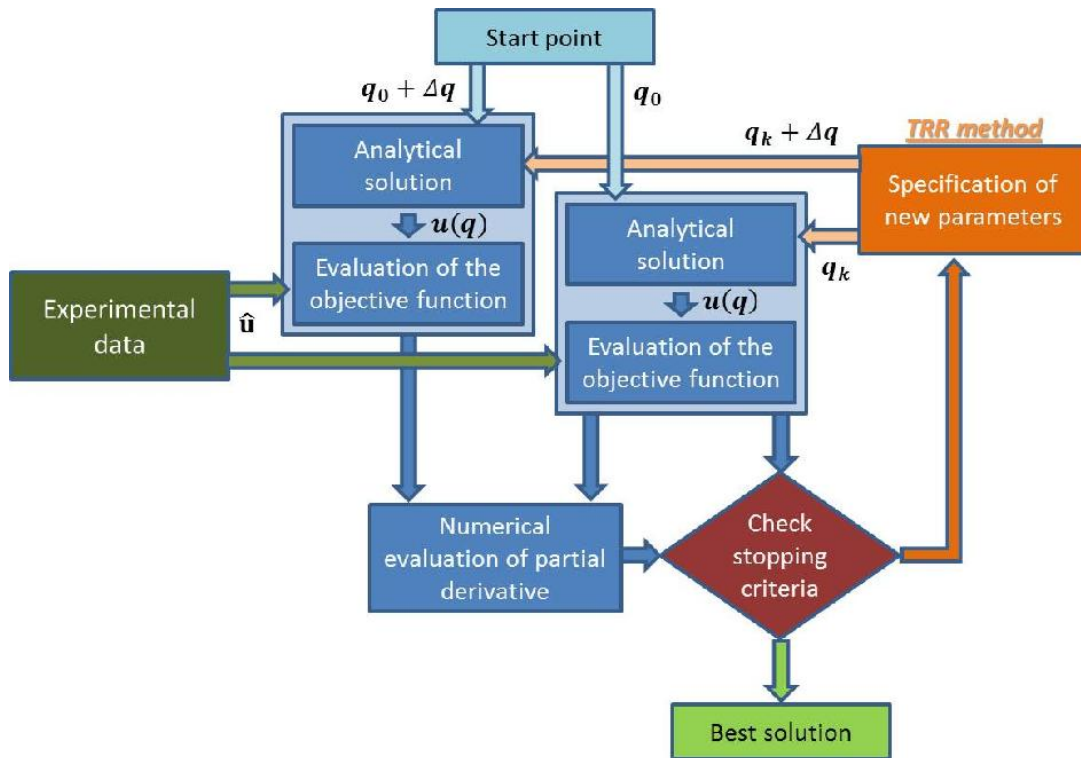 Start point
q₀ + Δq
q₀
Analytical
solution
u(q)
Evaluation of the
objective function
q_k + Δq
TRR method
Specification of
new parameters
Analytical
solution
q_k
u(q)
Evaluation of the
objective function
Experimental
data
û
Numerical
evaluation of partial
derivative
Check
stopping
criteria
Best solution